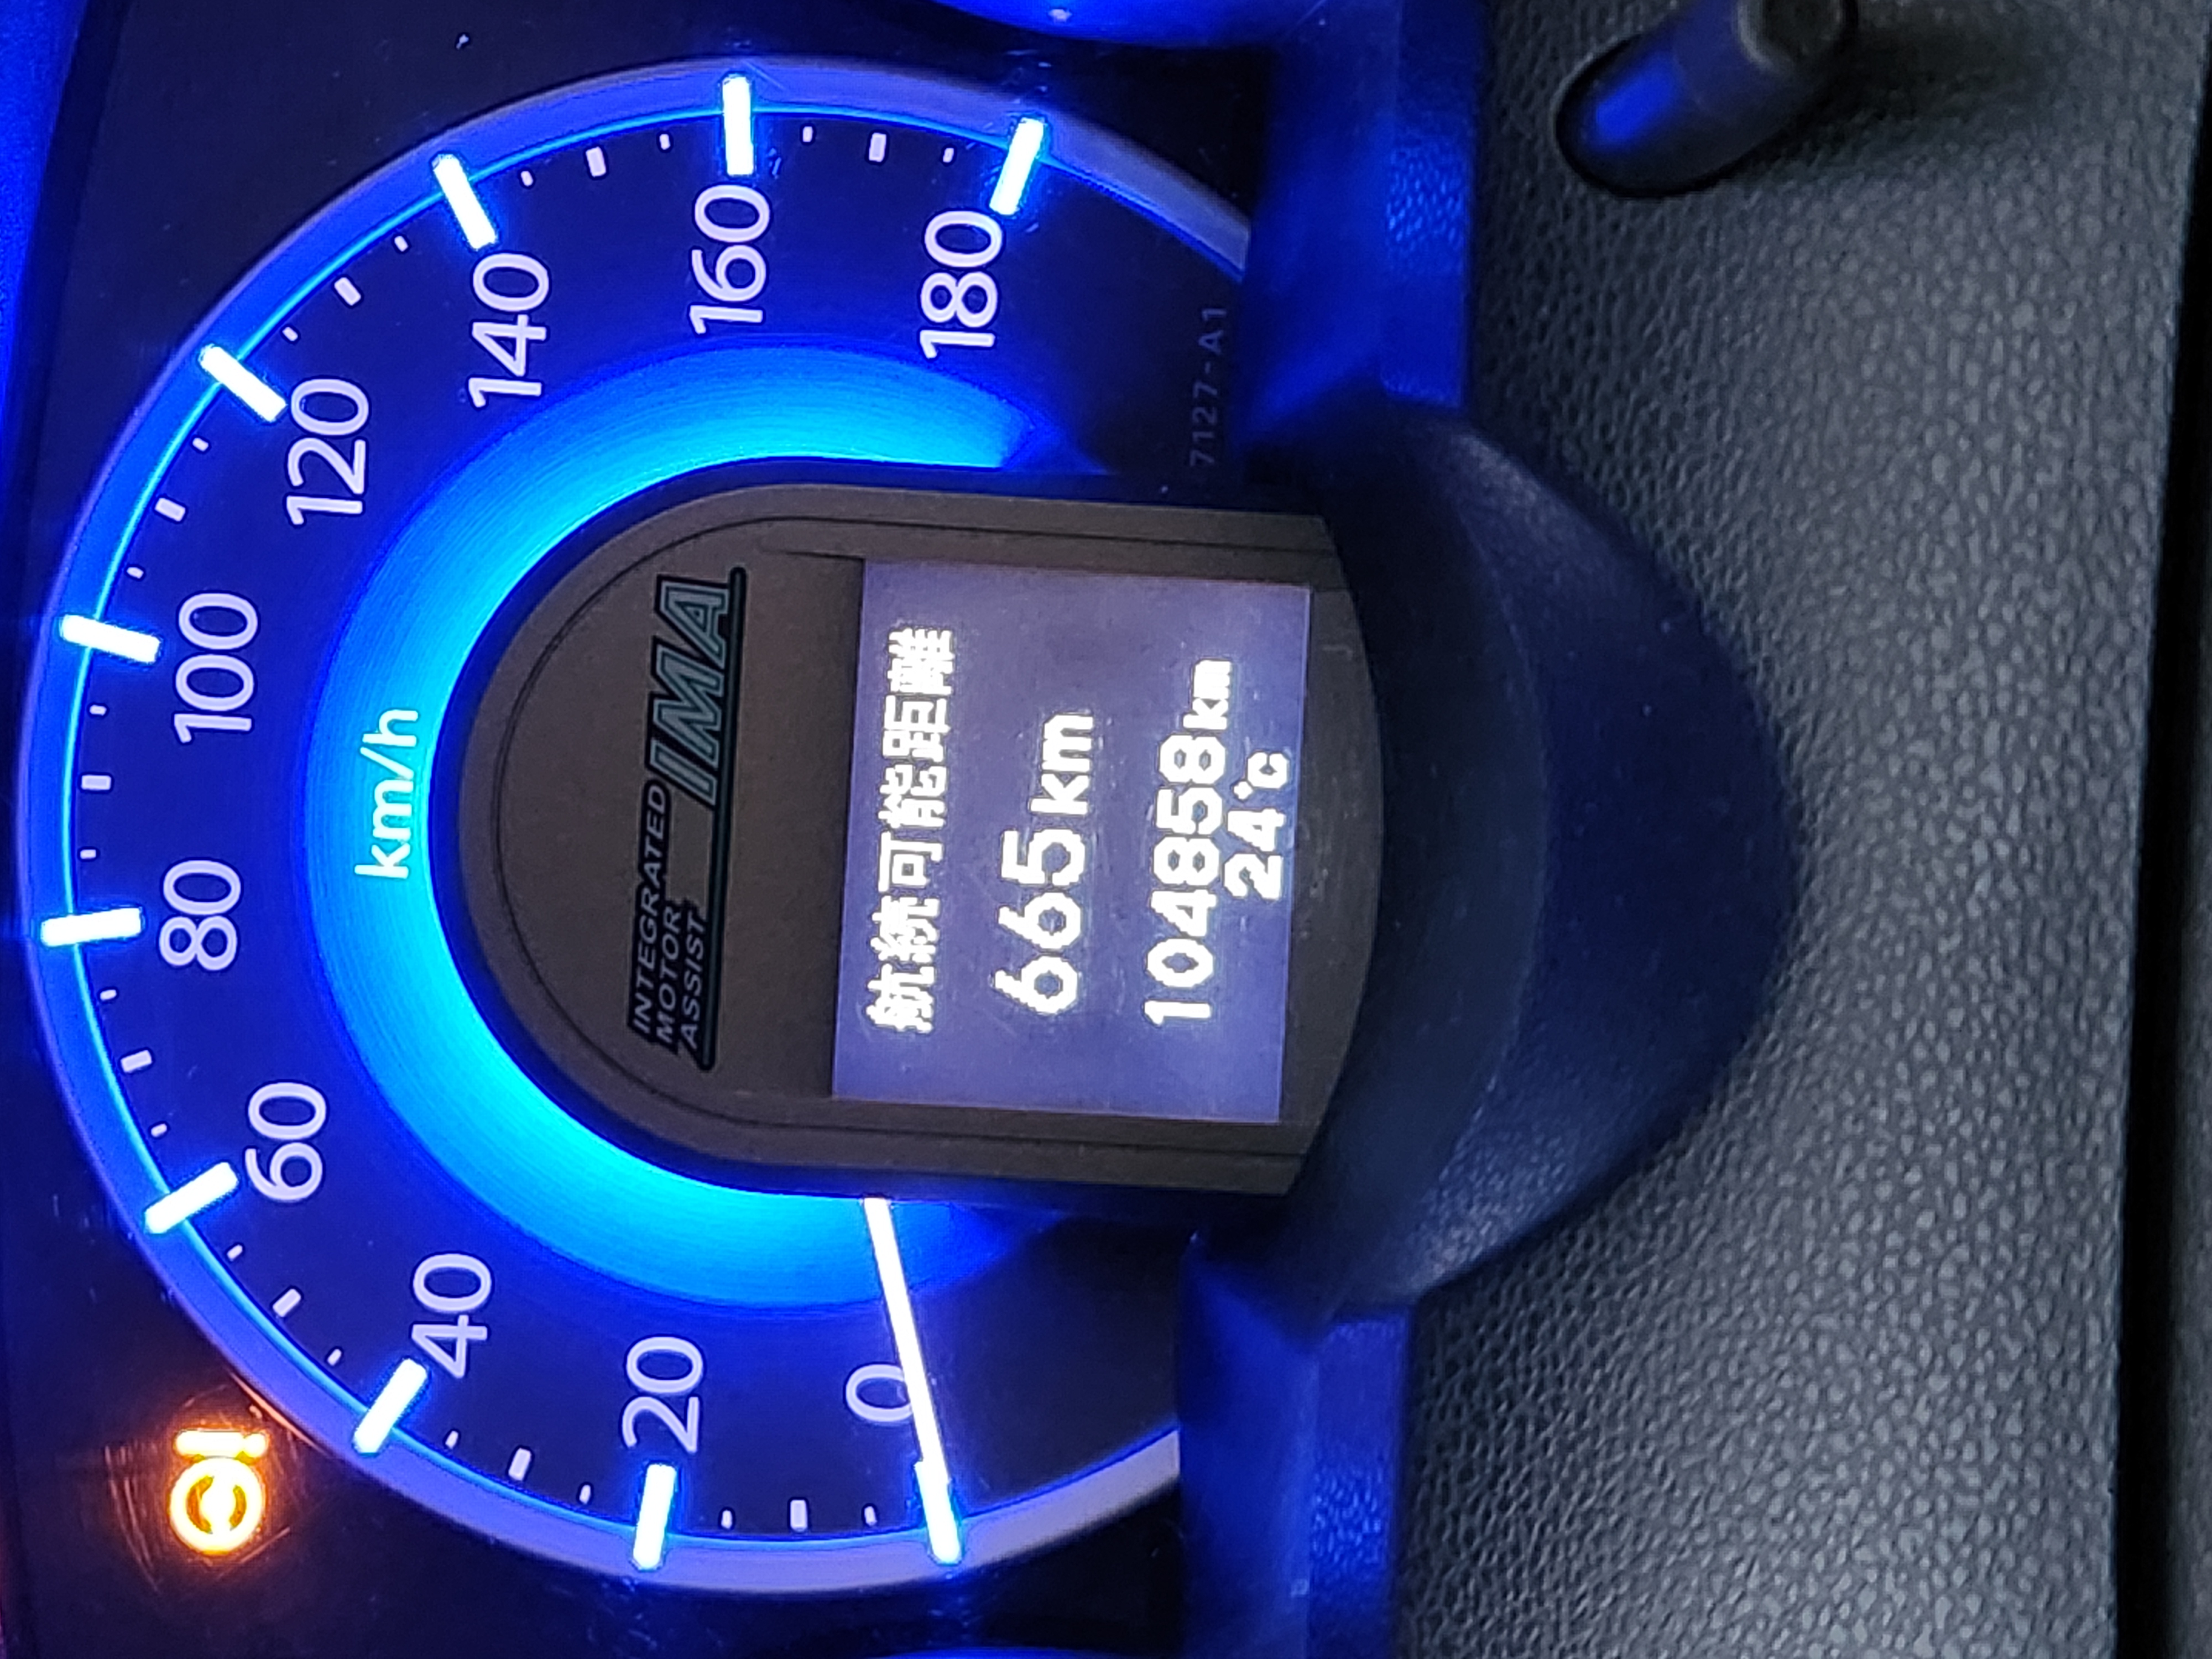 km/h
0
20
40
60
80
100
120
140
160
180
INTEGRATED
MOTOR
ASSIST
IMA
航続可能距離
665km
104858km
24°C
7127-A1